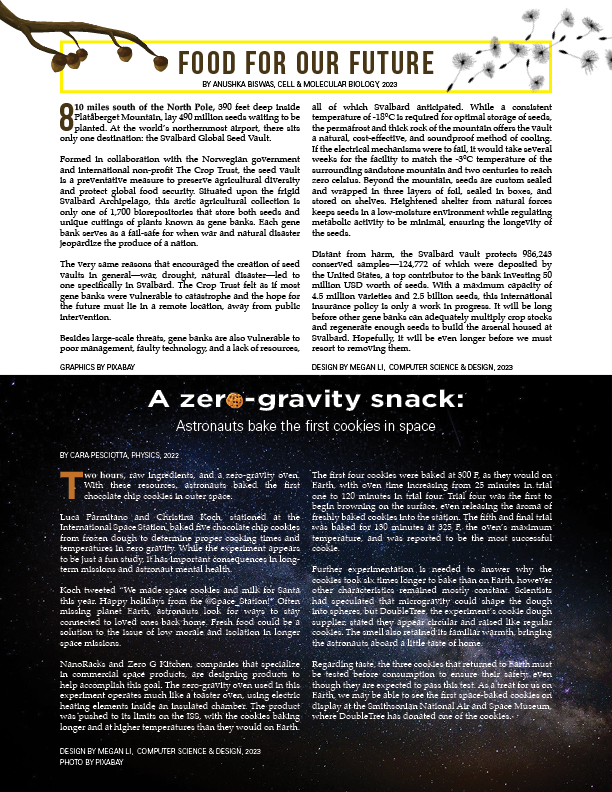 FOOD FOR OUR FUTURE
BY ANUSHKA BISWAS, CELL & MOLECULAR BIOLOGY, 2023
810 miles south of the North Pole, 390 feet deep inside
Platåberget Mountain, lay 490 million seeds waiting to be
planted. At the world's northernmost airport, there sits
only one destination: the Svalbard Global Seed Vault.
Formed in collaboration with the Norwegian government
and international non-profit The Crop Trust, the seed vault
is a preventative measure to preserve agricultural diversity
and protect global food security. Situated upon the frigid
Svalbard Archipelago, this arctic agricultural collection is
only one of 1,700 biorepositories that store both seeds and
unique cuttings of plants known as gene banks. Each gene
bank serves as a fail-safe for when war and natural disaster
jeopardize the produce of a nation.
The very same reasons that encouraged the creation of seed
vaults in general—war, drought, natural disaster—led to
one specifically in Svalbard. The Crop Trust felt as if most
gene banks were vulnerable to catastrophe and the hope for
the future must lie in a remote location, away from public
intervention.
Besides large-scale threats, gene banks are also vulnerable to
poor management, faulty technology, and a lack of resources,
all of which Svalbard anticipated. While a consistent
temperature of -18°C is required for optimal storage of seeds,
the permafrost and thick rock of the mountain offers the vault
a natural, cost-effective, and soundproof method of cooling.
If the electrical mechanisms were to fail, it would take several
weeks for the facility to match the -3°C temperature of the
surrounding sandstone mountain and two centuries to reach
zero celsius. Beyond the mountain, seeds are custom sealed
and wrapped in three layers of foil, sealed in boxes, and
stored on shelves. Heightened shelter from natural forces
keeps seeds in a low-moisture environment while regulating
metabolic activity to be minimal, ensuring the longevity of
the seeds.
Distant from harm, the Svalbard vault protects 986,243
conserved samples—124,772 of which were deposited by
the United States, a top contributor to the bank investing 50
million USD worth of seeds. With a maximum capacity of
4.5 million varieties and 2.5 billion seeds, this international
insurance policy is only a work in progress. It will be long
before other gene banks can adequately multiply crop stocks
and regenerate enough seeds to build the arsenal housed at
Svalbard. Hopefully, it will be even longer before we must
resort to removing them.
GRAPHICS BY PIXABAY
DESIGN BY MEGAN LI, COMPUTER SCIENCE & DESIGN, 2023
A zero-gravity snack:
Astronauts bake the first cookies in space
BY CARA PESCIOTTA, PHYSICS, 2022
Two hours, raw ingredients, and a zero-gravity oven.
With these resources, astronauts baked the first
chocolate chip cookies in outer space.
Luca Parmitano and Christina Koch, stationed at the
International Space Station, baked five chocolate chip cookies
from frozen dough to determine proper cooking times and
temperatures in zero gravity. While the experiment appears
to be just a fun study, it has important consequences in long-
term missions and astronaut mental health.
Koch tweeted "We made space cookies and milk for Santa
this year. Happy holidays from the @Space_Station!" Often
missing planet Earth, astronauts look for ways to stay
connected to loved ones back home. Fresh food could be a
solution to the issue of low morale and isolation in longer
space missions.
NanoRacks and Zero G Kitchen, companies that specialize
in commercial space products, are designing products to
help accomplish this goal. The zero-gravity oven used in this
experiment operates much like a toaster oven, using electric
heating elements inside an insulated chamber. The product
was pushed to its limits on the ISS, with the cookies baking
longer and at higher temperatures than they would on Earth.
The first four cookies were baked at 300 F, as they would on
Earth, with oven time increasing from 25 minutes in trial
one to 120 minutes in trial four. Trial four was the first to
begin browning on the surface, even releasing the aroma of
freshly baked cookies into the station. The fifth and final trial
was baked for 130 minutes at 325 F, the oven's maximum
temperature, and was reported to be the most successful
cookie.
Further experimentation is needed to answer why the
cookies took six times longer to bake than on Earth, however
other characteristics remained mostly constant. Scientists
had speculated that microgravity could shape the dough
into spheres, but DoubleTree, the experiment's cookie dough
supplier, stated they appear circular and raised like regular
cookies. The smell also retained its familiar warmth, bringing
the astronauts aboard a little taste of home.
Regarding taste, the three cookies that returned to Earth must
be tested before consumption to ensure their safety, even
though they are expected to pass this test. As a treat for us on
Earth, we may be able to see the first space-baked cookies on
display at the Smithsonian National Air and Space Museum,
where DoubleTree has donated one of the cookies.
DESIGN BY MEGAN LI, COMPUTER SCIENCE & DESIGN, 2023
PHOTO BY PIXABAY